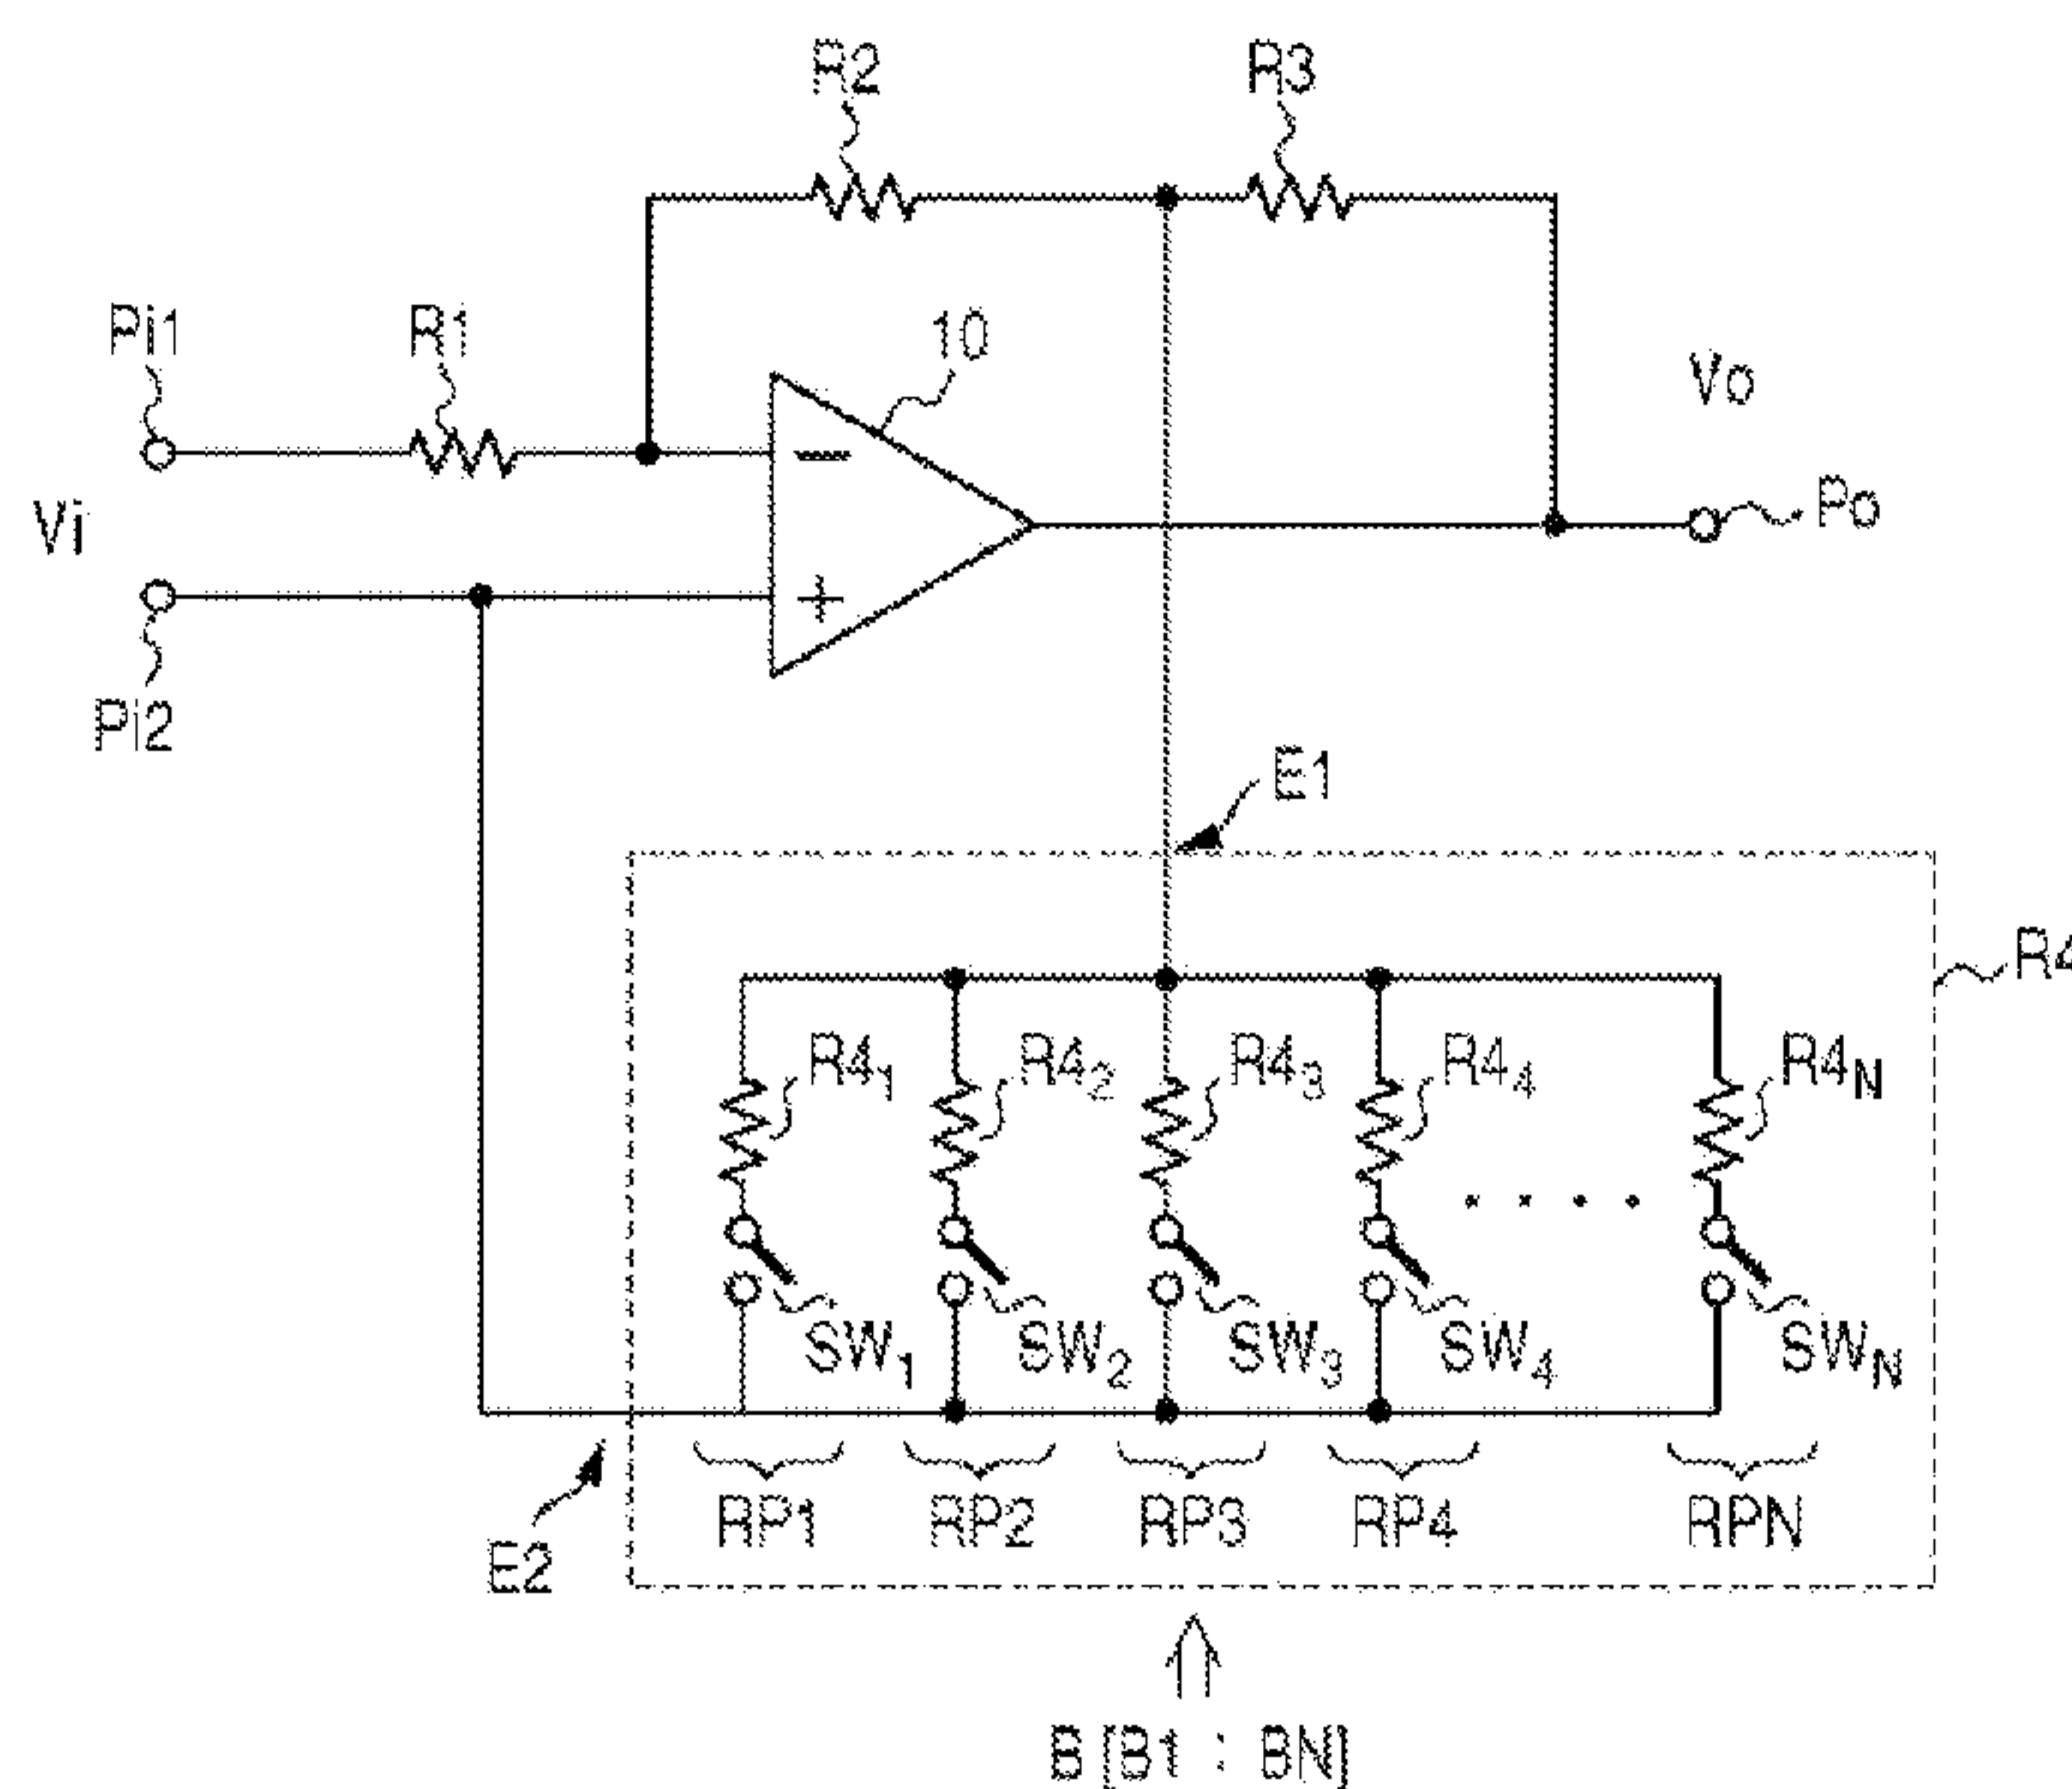 R2 R3
Pi1 R1 10 Vo
Vi Po
Pi2
E1
R4
R4₁ R4₂ R4₃ R4₄ R4N
SW₁ SW₂ SW₃ SW₄ SWN
RP1 RP2 RP3 RP4 RPN
E2
B [B1 : BN]